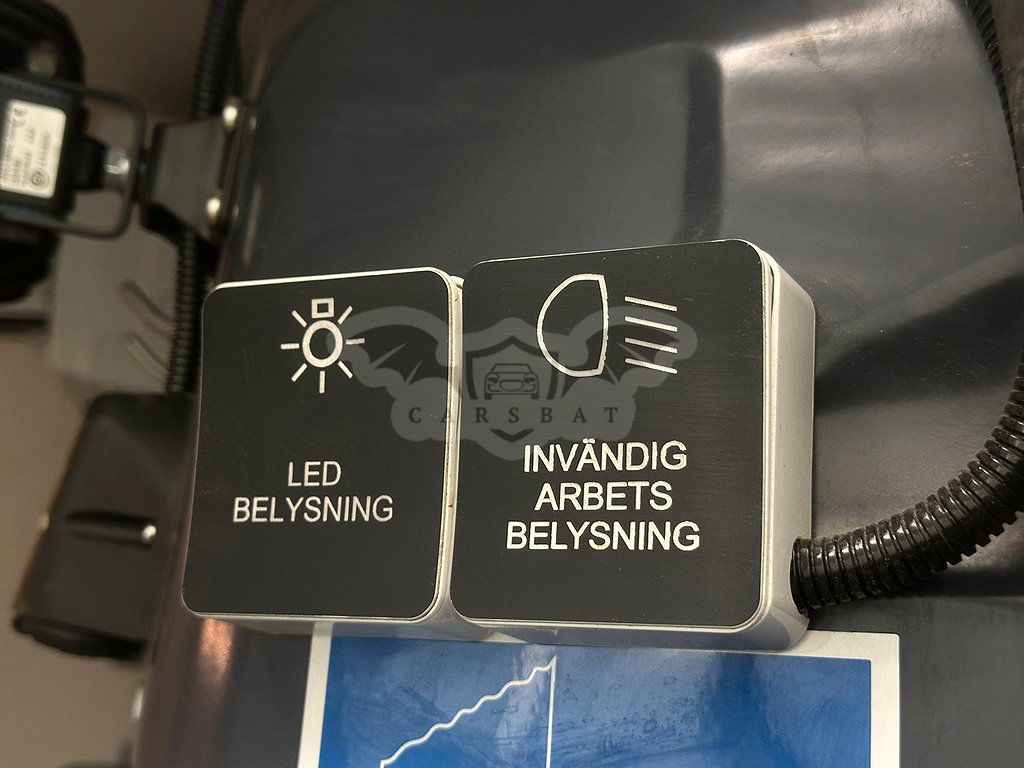 LED
BELYSNING
INVÄNDIG
ARBETS
BELYSNING
CARSBAT